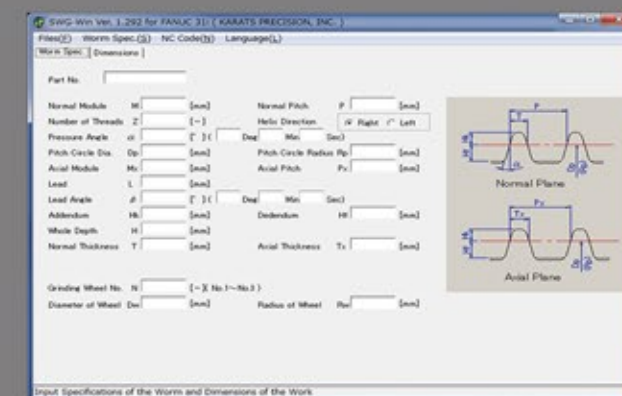 SWG-Win Ver. 1.292 for FANUC 31i ( KARATS PRECISION, INC. )
Files(F) Worm Spec.(S) NC Code(N) Language(L)
Worm Spec. Dimensions
Part No.
Normal Module M [mm] Normal Pitch P [mm]
Number of Threads Z [-] Helix Direction Right Left
Pressure Angle α [° ] ( Deg Min Sec)
Pitch Circle Dia. Dp [mm] Pitch Circle Radius Rp [mm]
Axial Module Mx [mm] Axial Pitch Px [mm]
Lead L [mm]
Lead Angle β [° ] ( Deg Min Sec)
Addendum Hk [mm] Dedendum Hf [mm]
Whole Depth H [mm]
Normal Thickness T [mm] Axial Thickness Tx [mm]
Grinding Wheel No. N [-]( No.1~No.3 )
Diameter of Wheel Dw [mm] Radius of Wheel Rw [mm]
P
T
α
Normal Plane
Px
Tx
Axial Plane
Input Specifications of the Worm and Dimensions of the Work